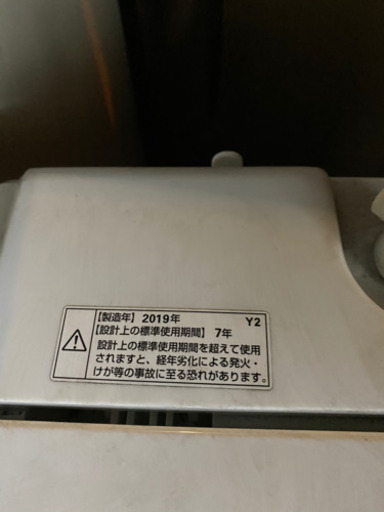 【製造年】 2019年 Y2
【設計上の標準使用期間】 7年
設計上の標準使用期間を超えて使用
されますと、経年劣化による発火・
けが等の事故に至る恐れがあります。